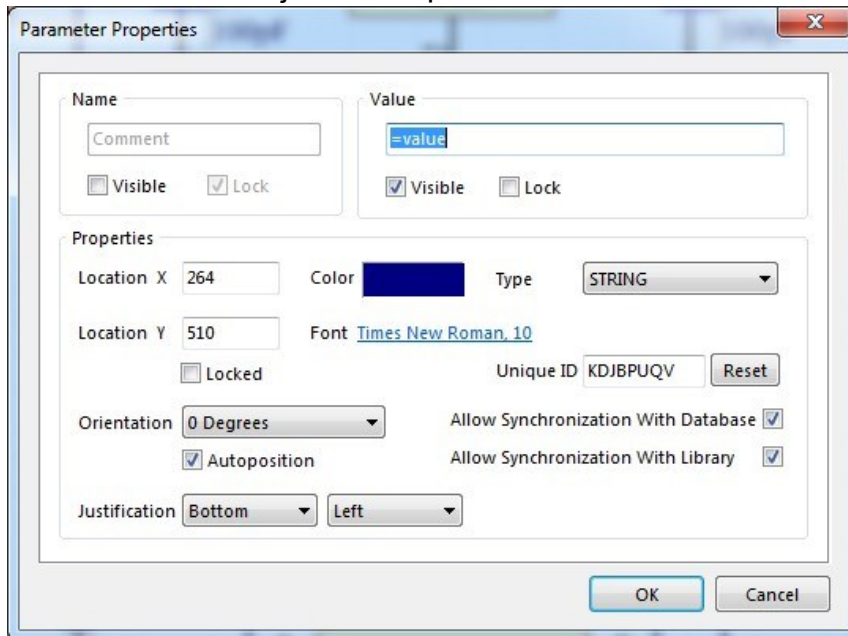 Parameter Properties
Name
Value
Comment
=value
Visible Lock
Visible Lock
Properties
Location X 264 Color Type STRING
Location Y 510 Font Times New Roman, 10
Locked Unique ID KDJBPUQV Reset
Orientation 0 Degrees Allow Synchronization With Database
Autoposition Allow Synchronization With Library
Justification Bottom Left
OK Cancel